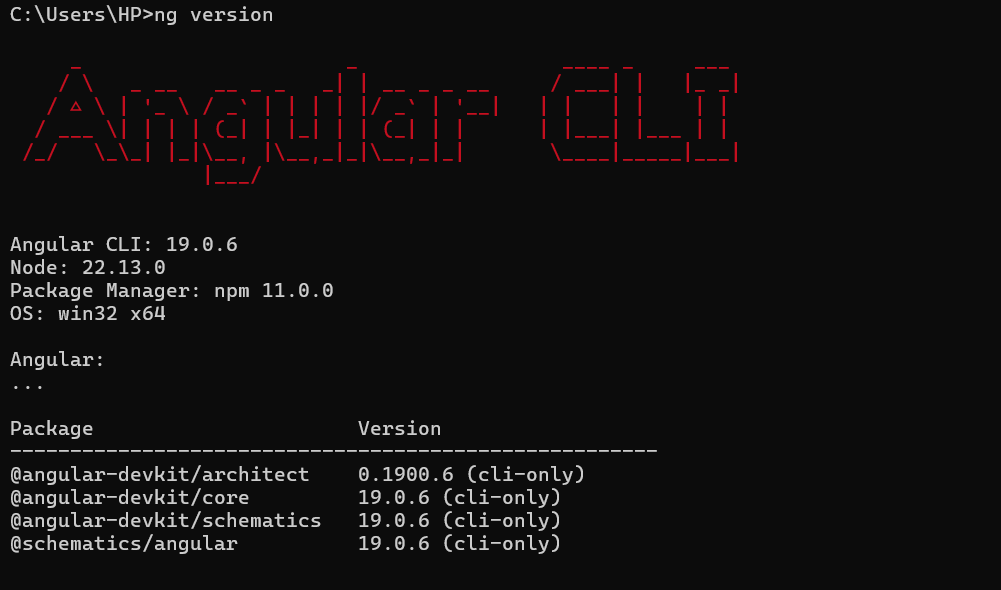 C:\Users\HP>ng version
Angular CLI
Angular CLI: 19.0.6
Node: 22.13.0
Package Manager: npm 11.0.0
OS: win32 x64
Angular:
...
Package                      Version
------------------------------------------------------
@angular-devkit/architect    0.1900.6 (cli-only)
@angular-devkit/core         19.0.6 (cli-only)
@angular-devkit/schematics   19.0.6 (cli-only)
@schematics/angular          19.0.6 (cli-only)